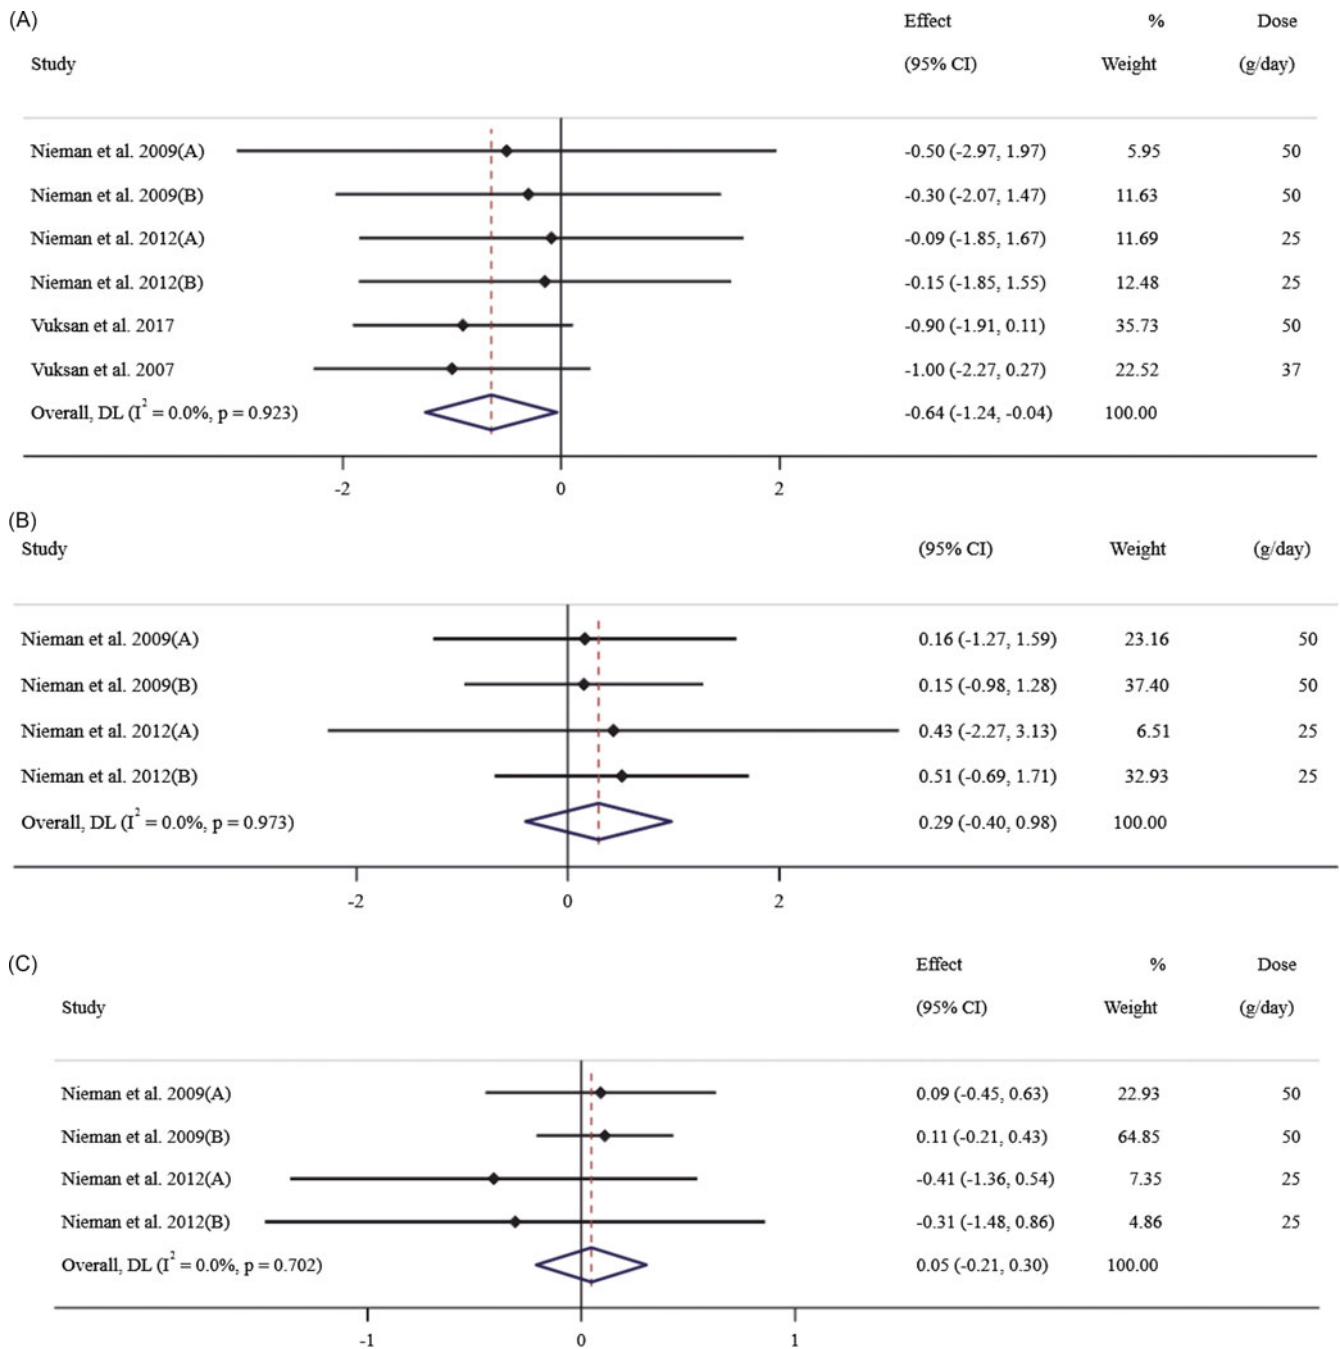 (A)
Effect % Dose
Study (95% CI) Weight (g/day)
Nieman et al. 2009(A) -0.50 (-2.97, 1.97) 5.95 50
Nieman et al. 2009(B) -0.30 (-2.07, 1.47) 11.63 50
Nieman et al. 2012(A) -0.09 (-1.85, 1.67) 11.69 25
Nieman et al. 2012(B) -0.15 (-1.85, 1.55) 12.48 25
Vuksan et al. 2017 -0.90 (-1.91, 0.11) 35.73 50
Vuksan et al. 2007 -1.00 (-2.27, 0.27) 22.52 37
Overall, DL (I² = 0.0%, p = 0.923) -0.64 (-1.24, -0.04) 100.00
-2 0 2
(B)
Study (95% CI) Weight (g/day)
Nieman et al. 2009(A) 0.16 (-1.27, 1.59) 23.16 50
Nieman et al. 2009(B) 0.15 (-0.98, 1.28) 37.40 50
Nieman et al. 2012(A) 0.43 (-2.27, 3.13) 6.51 25
Nieman et al. 2012(B) 0.51 (-0.69, 1.71) 32.93 25
Overall, DL (I² = 0.0%, p = 0.973) 0.29 (-0.40, 0.98) 100.00
-2 0 2
(C)
Effect % Dose
Study (95% CI) Weight (g/day)
Nieman et al. 2009(A) 0.09 (-0.45, 0.63) 22.93 50
Nieman et al. 2009(B) 0.11 (-0.21, 0.43) 64.85 50
Nieman et al. 2012(A) -0.41 (-1.36, 0.54) 7.35 25
Nieman et al. 2012(B) -0.31 (-1.48, 0.86) 4.86 25
Overall, DL (I² = 0.0%, p = 0.702) 0.05 (-0.21, 0.30) 100.00
-1 0 1